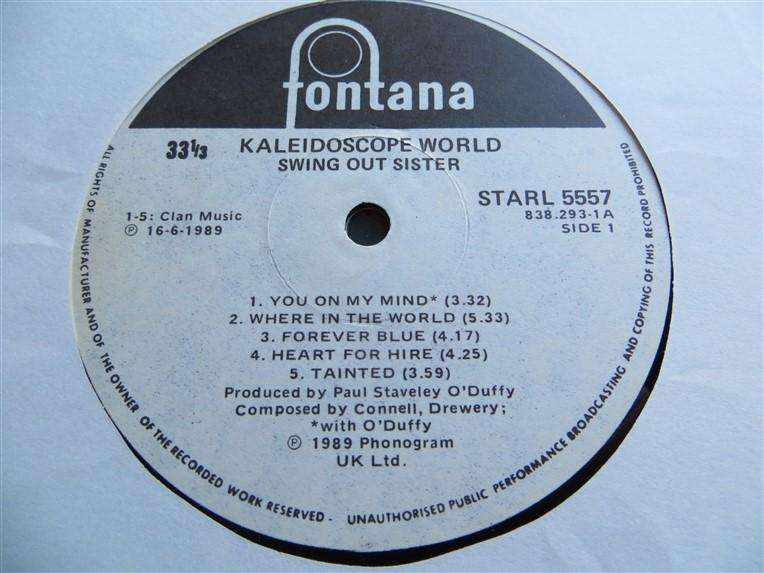 fontana
33⅓
KALEIDOSCOPE WORLD
SWING OUT SISTER
STARL 5557
838.293-1A
SIDE 1
1-5: Clan Music
℗ 16-6-1989
1. YOU ON MY MIND* (3.32)
2. WHERE IN THE WORLD (5.33)
3. FOREVER BLUE (4.17)
4. HEART FOR HIRE (4.25)
5. TAINTED (3.59)
Produced by Paul Staveley O'Duffy
Composed by Connell, Drewery;
*with O'Duffy
℗ 1989 Phonogram
UK Ltd.
ALL RIGHTS OF MANUFACTURER AND OF THE OWNER OF THE RECORDED WORK RESERVED - UNAUTHORISED PUBLIC PERFORMANCE BROADCASTING AND COPYING OF THIS RECORD PROHIBITED